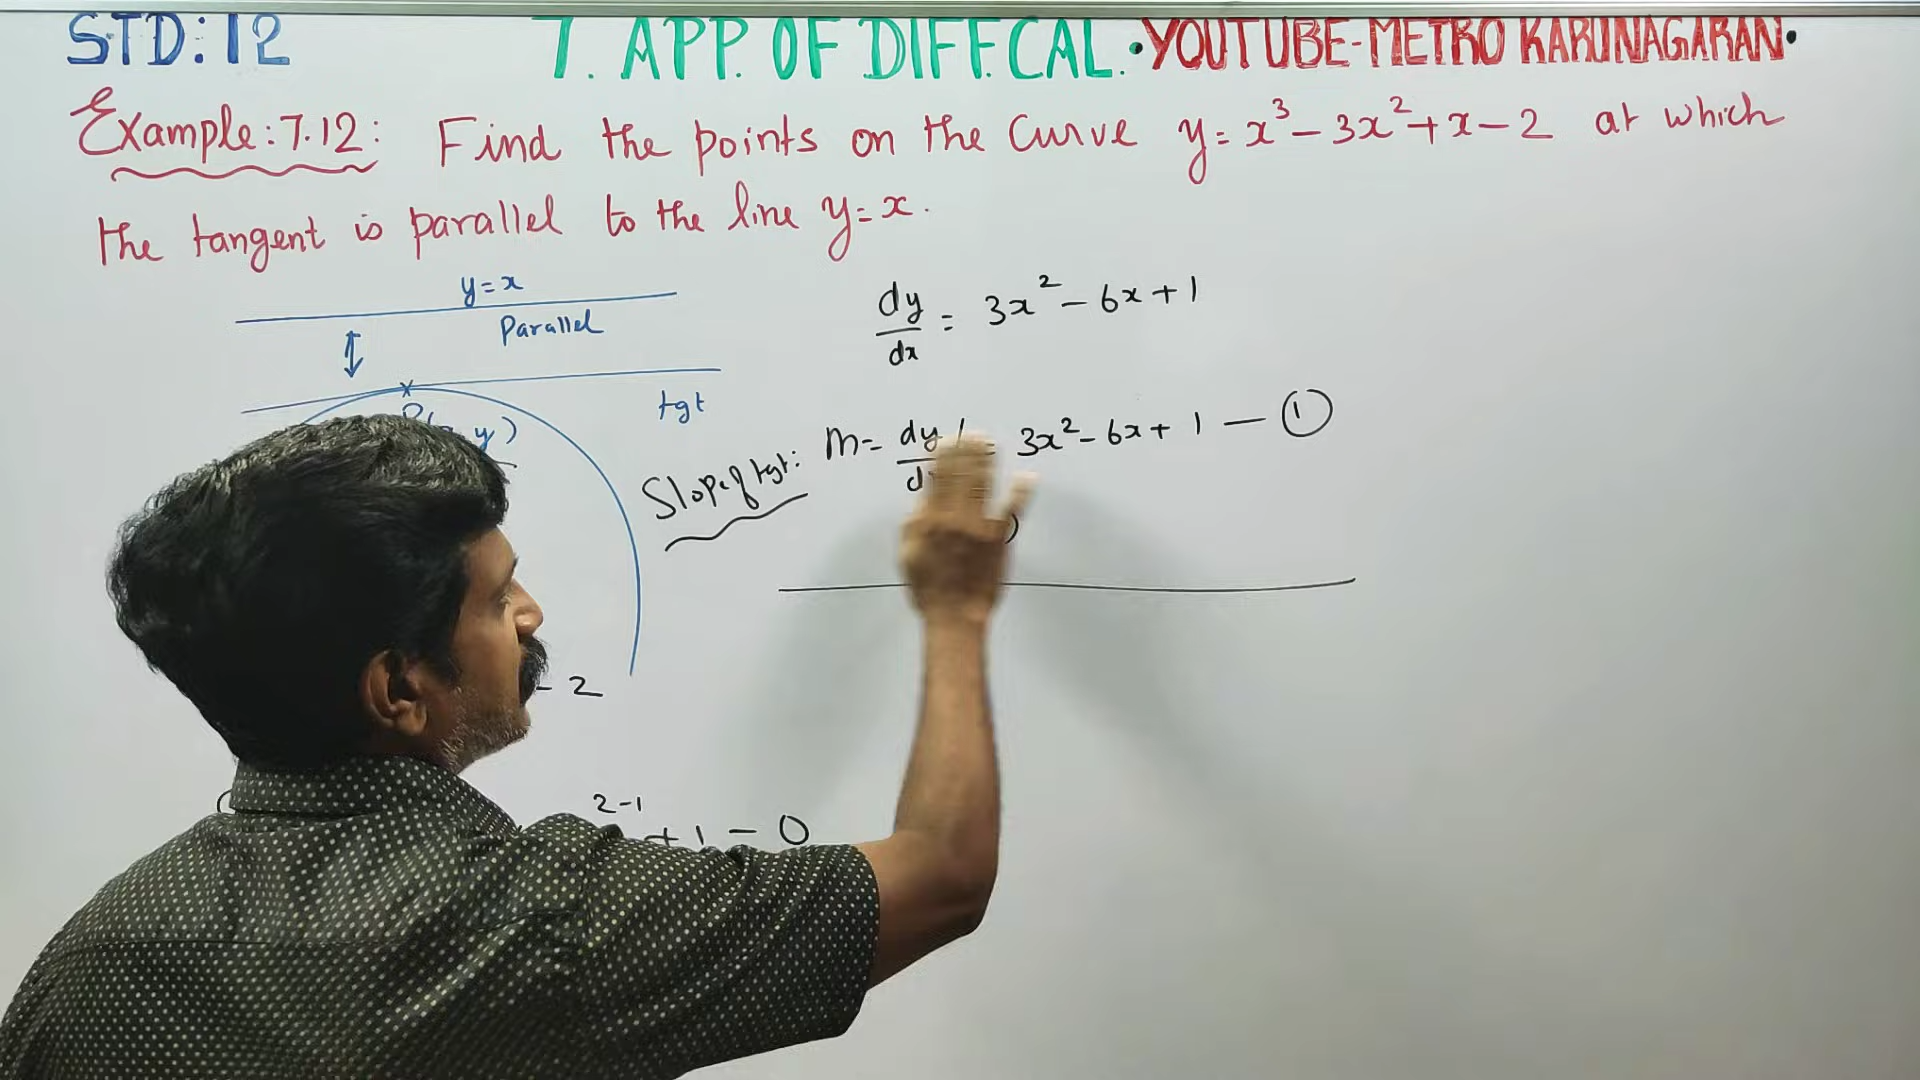 STD:12 7. APP. OF DIFF.CAL. •YOUTUBE-METRO KARUNAGARAN•
Example:7.12: Find the points on the curve y=x³-3x²+x-2 at which
the tangent is parallel to the line y=x.
y=x
Parallel
tgt
y)
- 2
2-1
+ 1 - 0
dy/dx = 3x² - 6x + 1
Slope of tgt: m = dy = 3x² - 6x + 1 — ①
)